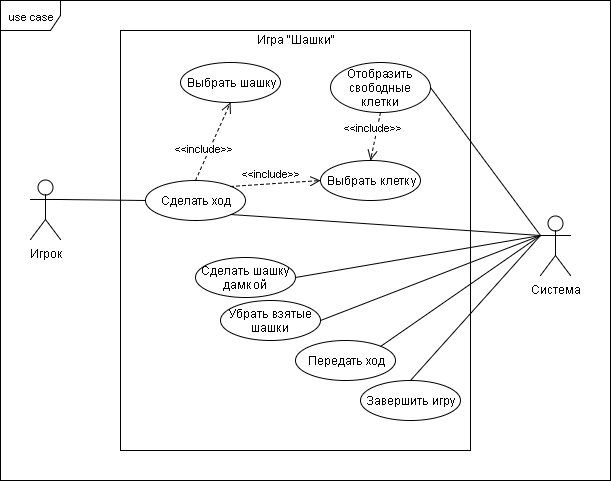 use case
Игра "Шашки"
Выбрать шашку
Отобразить
свободные
клетки
<<include>>
<<include>>
<<include>>
Выбрать клетку
Сделать ход
Игрок
Система
Сделать шашку
дамкой
Убрать взятые
шашки
Передать ход
Завершить игру